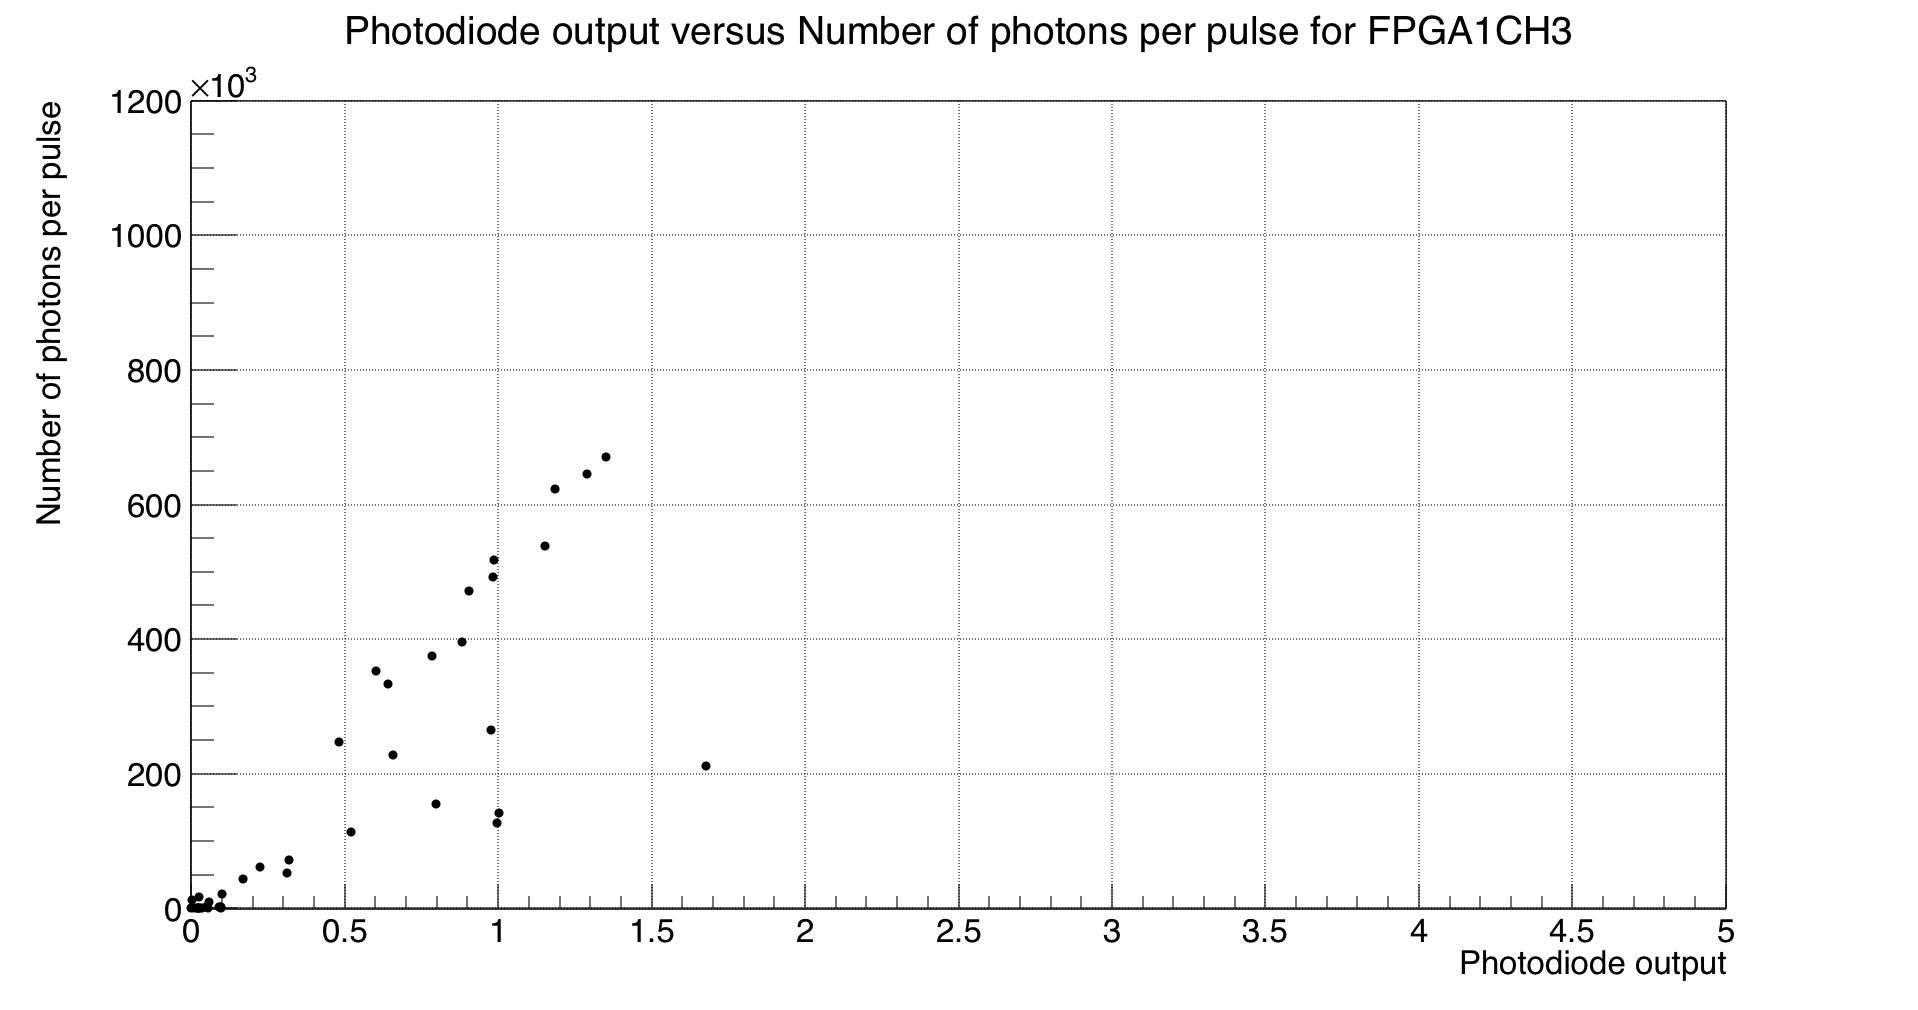 Photodiode output versus Number of photons per pulse for FPGA1CH3
×10³
Number of photons per pulse
1200
1000
800
600
400
200
0
0 0.5 1 1.5 2 2.5 3 3.5 4 4.5 5
Photodiode output